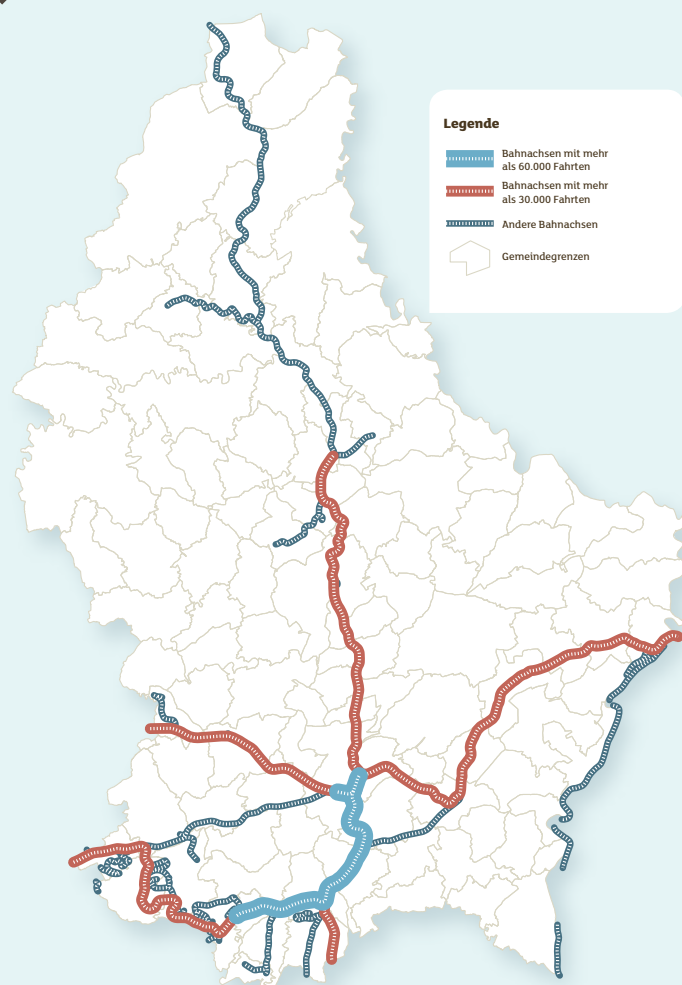 Legende
Bahnachsen mit mehr
als 60.000 Fahrten
Bahnachsen mit mehr
als 30.000 Fahrten
Andere Bahnachsen
Gemeindegrenzen